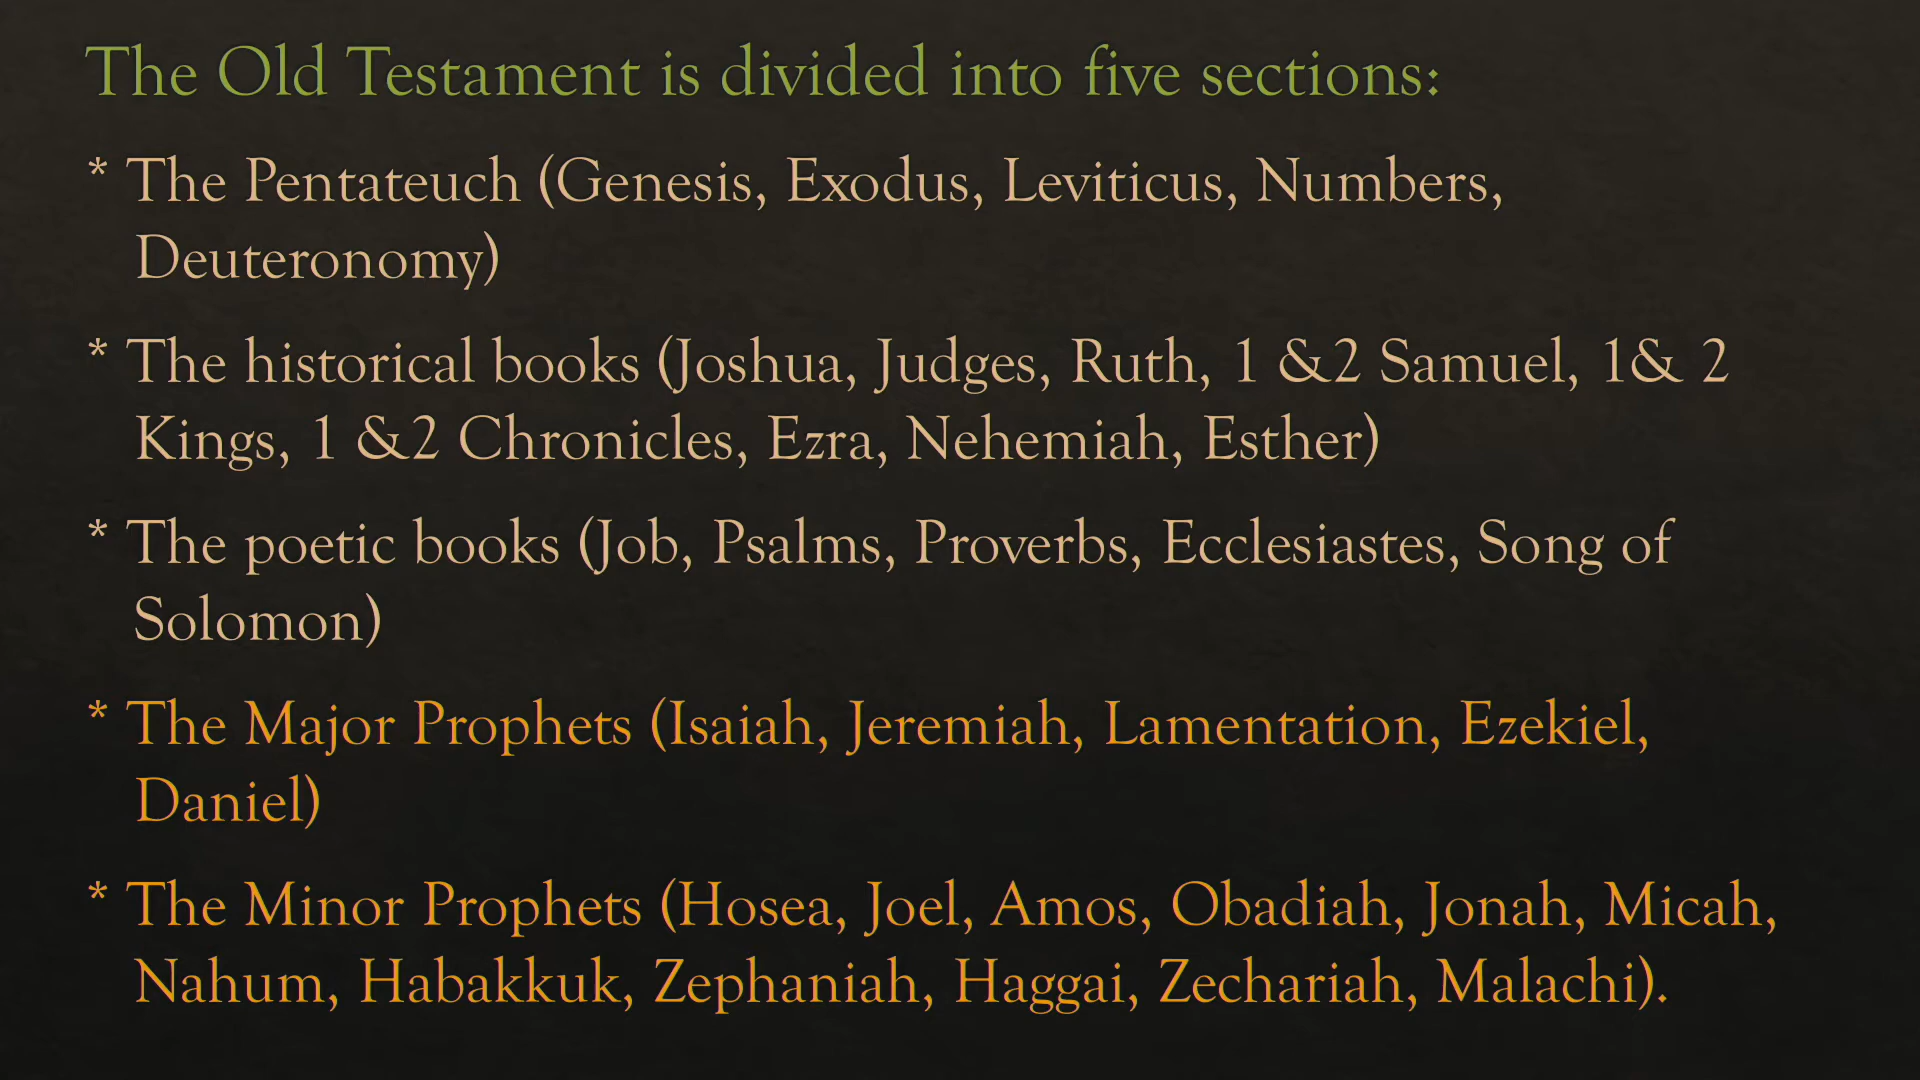 The Old Testament is divided into five sections:
* The Pentateuch (Genesis, Exodus, Leviticus, Numbers,
Deuteronomy)
* The historical books (Joshua, Judges, Ruth, 1 &2 Samuel, 1& 2
Kings, 1 &2 Chronicles, Ezra, Nehemiah, Esther)
* The poetic books (Job, Psalms, Proverbs, Ecclesiastes, Song of
Solomon)
* The Major Prophets (Isaiah, Jeremiah, Lamentation, Ezekiel,
Daniel)
* The Minor Prophets (Hosea, Joel, Amos, Obadiah, Jonah, Micah,
Nahum, Habakkuk, Zephaniah, Haggai, Zechariah, Malachi).